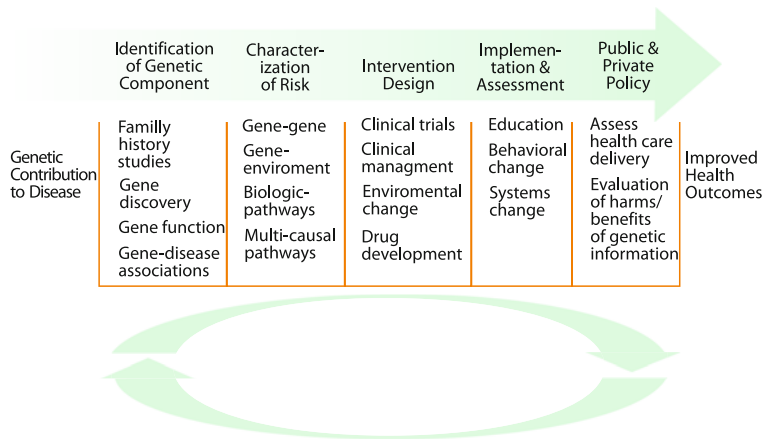 Identification
of Genetic
Component
Character-
ization
of Risk
Intervention
Design
Implemen-
tation &
Assessment
Public &
Private
Policy
Genetic
Contribution
to Disease
Familly
history
studies
Gene
discovery
Gene function
Gene-disease
associations
Gene-gene
Gene-
enviroment
Biologic-
pathways
Multi-causal
pathways
Clinical trials
Clinical
managment
Enviromental
change
Drug
development
Education
Behavioral
change
Systems
change
Assess
health care
delivery
Evaluation
of harms/
benefits
of genetic
information
Improved
Health
Outcomes